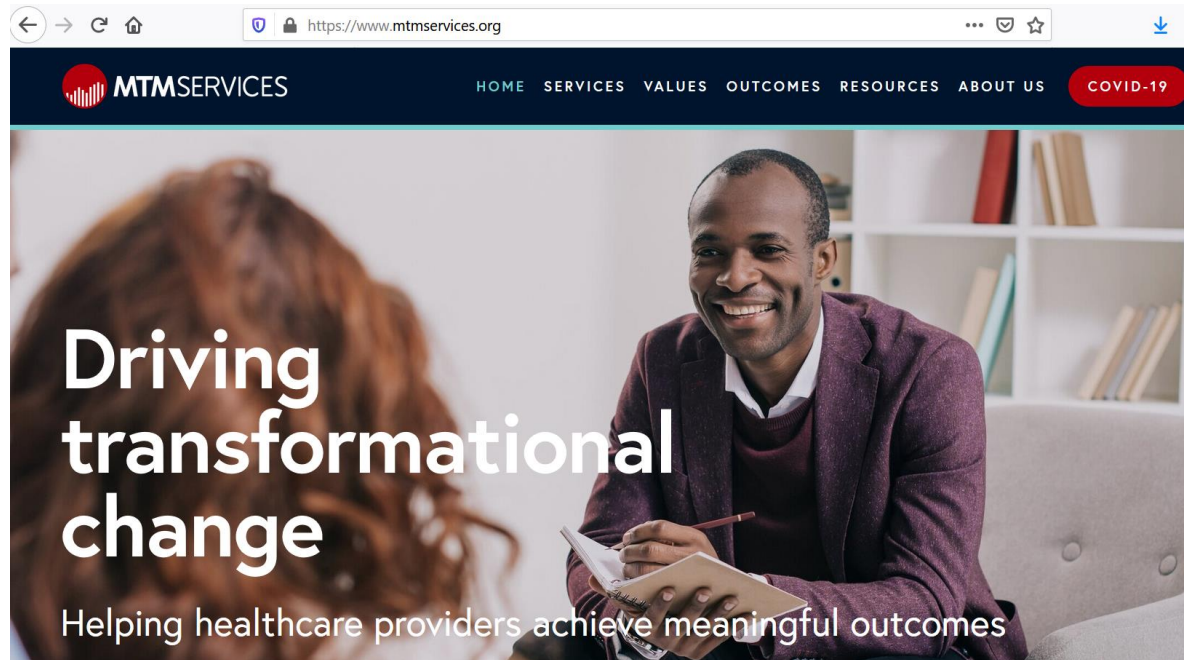 https://www.mtmservices.org
MTMSERVICES
HOME SERVICES VALUES OUTCOMES RESOURCES ABOUT US COVID-19
Driving
transformational
change
Helping healthcare providers achieve meaningful outcomes